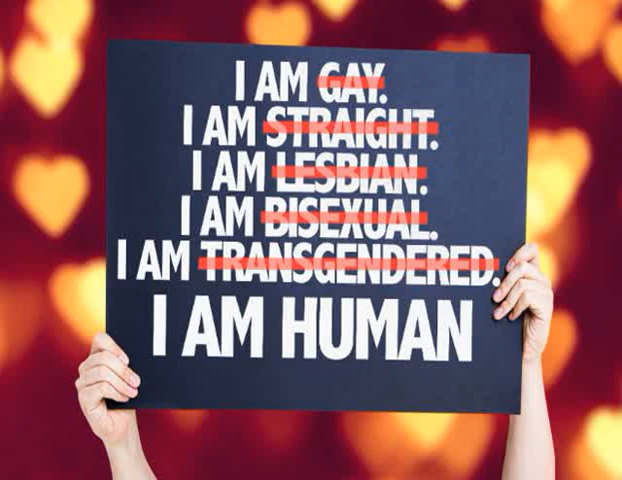 I AM GAY.
I AM STRAIGHT.
I AM LESBIAN.
I AM BISEXUAL.
I AM TRANSGENDERED.
I AM HUMAN